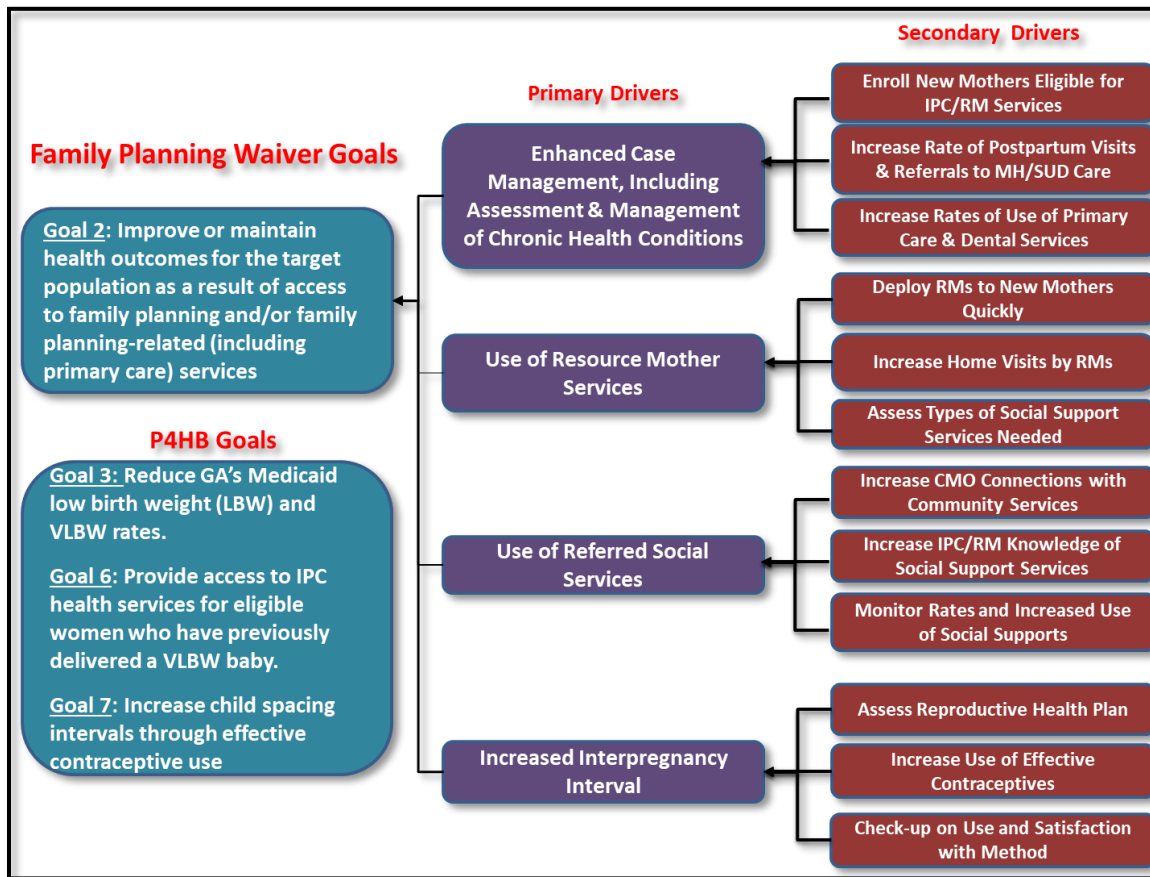 Family Planning Waiver Goals
Goal 2: Improve or maintain
health outcomes for the target
population as a result of access
to family planning and/or family
planning-related (including
primary care) services
P4HB Goals
Goal 3: Reduce GA’s Medicaid
low birth weight (LBW) and
VLBW rates.
Goal 6: Provide access to IPC
health services for eligible
women who have previously
delivered a VLBW baby.
Goal 7: Increase child spacing
intervals through effective
contraceptive use
Primary Drivers
Enhanced Case
Management, Including
Assessment & Management
of Chronic Health Conditions
Use of Resource Mother
Services
Use of Referred Social
Services
Increased Interpregnancy
Interval
Secondary Drivers
Enroll New Mothers Eligible for
IPC/RM Services
Increase Rate of Postpartum Visits
& Referrals to MH/SUD Care
Increase Rates of Use of Primary
Care & Dental Services
Deploy RMs to New Mothers
Quickly
Increase Home Visits by RMs
Assess Types of Social Support
Services Needed
Increase CMO Connections with
Community Services
Increase IPC/RM Knowledge of
Social Support Services
Monitor Rates and Increased Use
of Social Supports
Assess Reproductive Health Plan
Increase Use of Effective
Contraceptives
Check-up on Use and Satisfaction
with Method